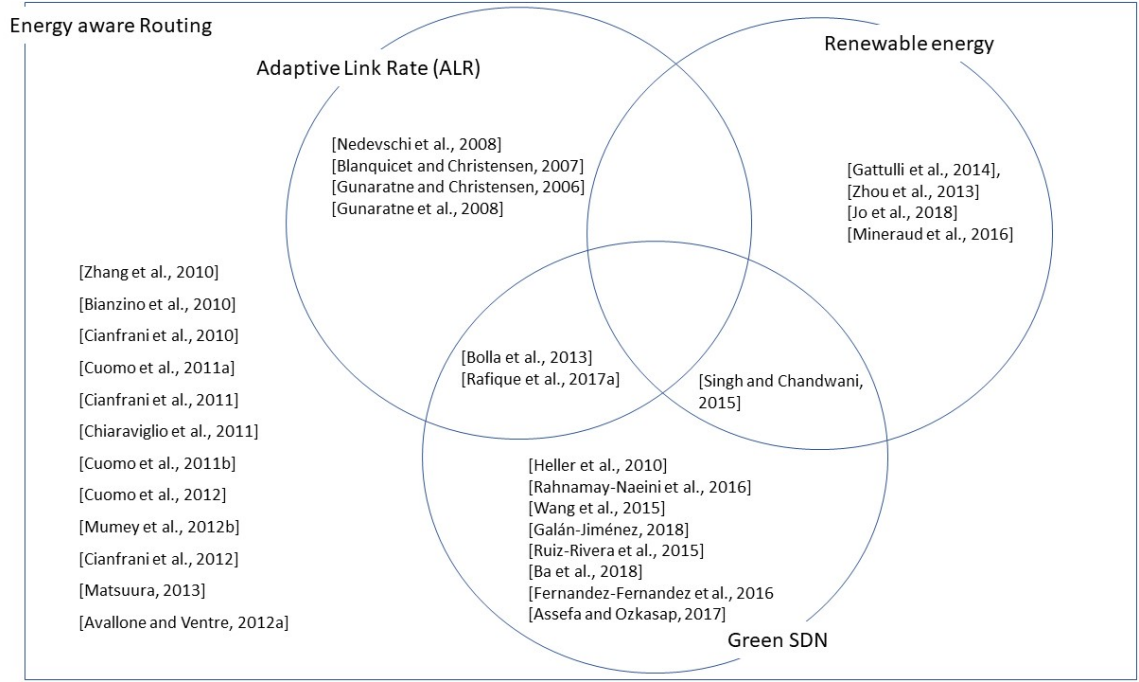 Energy aware Routing
Adaptive Link Rate (ALR)
Renewable energy
[Nedevschi et al., 2008]
[Blanquicet and Christensen, 2007]
[Gunaratne and Christensen, 2006]
[Gunaratne et al., 2008]
[Gattulli et al., 2014],
[Zhou et al., 2013]
[Jo et al., 2018]
[Mineraud et al., 2016]
[Zhang et al., 2010]
[Bianzino et al., 2010]
[Cianfrani et al., 2010]
[Cuomo et al., 2011a]
[Cianfrani et al., 2011]
[Chiaraviglio et al., 2011]
[Cuomo et al., 2011b]
[Cuomo et al., 2012]
[Mumey et al., 2012b]
[Cianfrani et al., 2012]
[Matsuura, 2013]
[Avallone and Ventre, 2012a]
[Bolla et al., 2013]
[Rafique et al., 2017a]
[Singh and Chandwani,
2015]
[Heller et al., 2010]
[Rahnamay-Naeini et al., 2016]
[Wang et al., 2015]
[Galán-Jiménez, 2018]
[Ruiz-Rivera et al., 2015]
[Ba et al., 2018]
[Fernandez-Fernandez et al., 2016
[Assefa and Ozkasap, 2017]
Green SDN